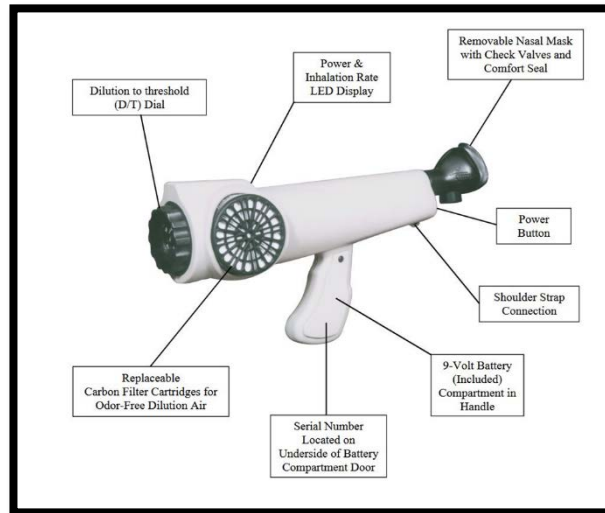 Removable Nasal Mask
with Check Valves and
Comfort Seal
Power &
Inhalation Rate
LED Display
Dilution to threshold
(D/T) Dial
Power
Button
Shoulder Strap
Connection
9-Volt Battery
(Included)
Compartment in
Handle
Replaceable
Carbon Filter Cartridges for
Odor-Free Dilution Air
Serial Number
Located on
Underside of Battery
Compartment Door